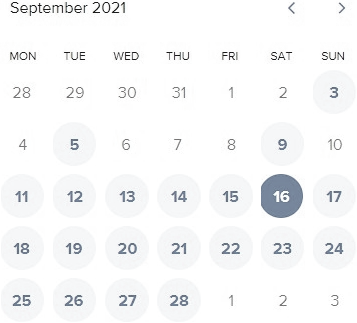 September 2021
MON TUE WED THU FRI SAT SUN
28 29 30 31 1 2 3
4 5 6 7 8 9 10
11 12 13 14 15 16 17
18 19 20 21 22 23 24
25 26 27 28 1 2 3